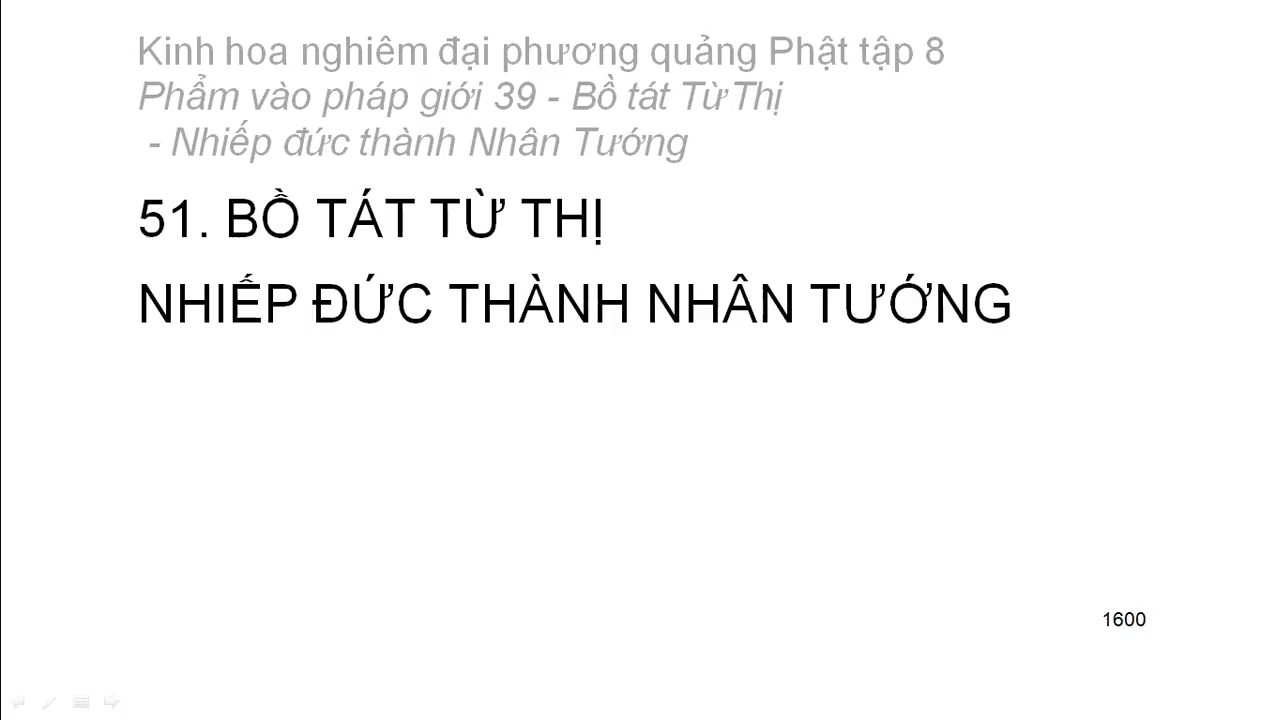 Kinh hoa nghiêm đại phương quảng Phật tập 8
Phẩm vào pháp giới 39 - Bồ tát Từ Thị
- Nhiếp đức thành Nhân Tướng
51. BỒ TÁT TỪ THỊ
NHIẾP ĐỨC THÀNH NHÂN TƯỚNG
1600